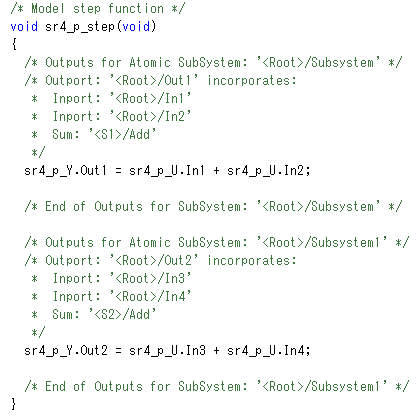 /* Model step function */
void sr4_p_step(void)
{
  /* Outputs for Atomic SubSystem: '<Root>/Subsystem' */
  /* Outport: '<Root>/Out1' incorporates:
   *  Inport: '<Root>/In1'
   *  Inport: '<Root>/In2'
   *  Sum: '<S1>/Add'
   */
  sr4_p_Y.Out1 = sr4_p_U.In1 + sr4_p_U.In2;

  /* End of Outputs for SubSystem: '<Root>/Subsystem' */

  /* Outputs for Atomic SubSystem: '<Root>/Subsystem1' */
  /* Outport: '<Root>/Out2' incorporates:
   *  Inport: '<Root>/In3'
   *  Inport: '<Root>/In4'
   *  Sum: '<S2>/Add'
   */
  sr4_p_Y.Out2 = sr4_p_U.In3 + sr4_p_U.In4;

  /* End of Outputs for SubSystem: '<Root>/Subsystem1' */
}